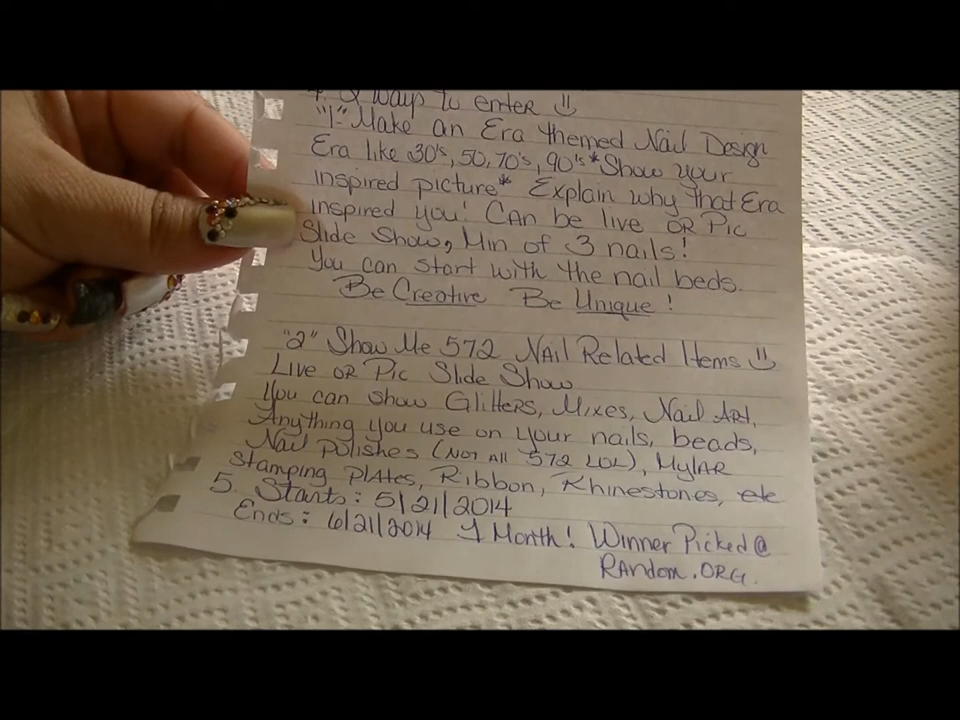 4. 2 Ways to enter
"1" Make an Era themed Nail Design
Era like 30's, 50, 70's, 90's *Show your
inspired picture* Explain why that Era
inspired you! Can be live OR Pic
Slide Show, Min of 3 nails!
You can start with the nail beds.
Be Creative Be Unique!
"2" Show Me 572 Nail Related Items
Live OR Pic Slide Show
You can show Glitters, Mixes, Nail ART,
Anything you use on your nails, beads,
Nail Polishes (Not All 572 LOL), Mylar
Stamping Plates, Ribbon, Rhinestones, etc
5. Starts: 5/21/2014
Ends: 6/21/2014 1 Month! Winner Picked @
Random.ORG.